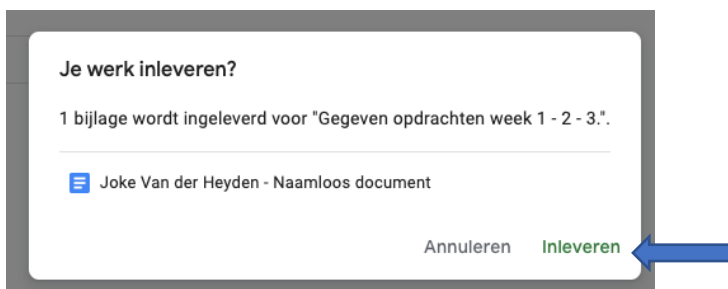 Je werk inleveren?
1 bijlage wordt ingeleverd voor "Gegeven opdrachten week 1 - 2 - 3.".
Joke Van der Heyden - Naamloos document
Annuleren Inleveren